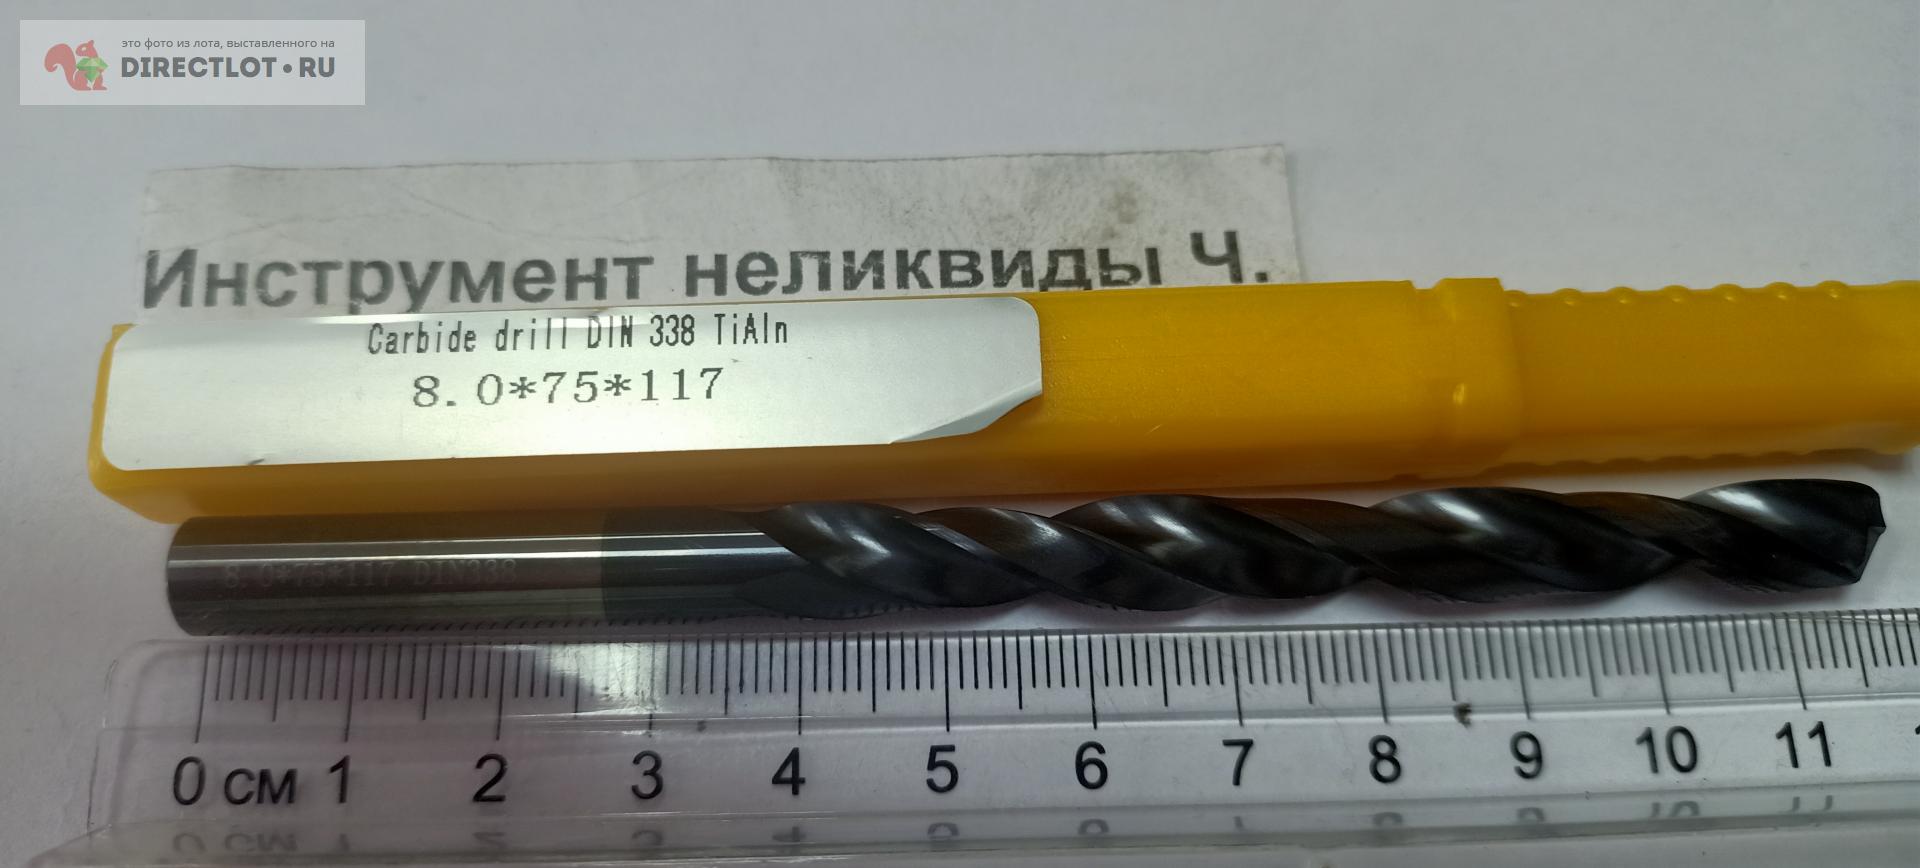 это фото из лота, выставленного на
DIRECTLOT•RU
Инструмент неликвиды Ч.
Carbide drill DIN 338 TiAln
8.0*75*117
8.0*75*117 DIN338
0 см 1 2 3 4 5 6 7 8 9 10 11